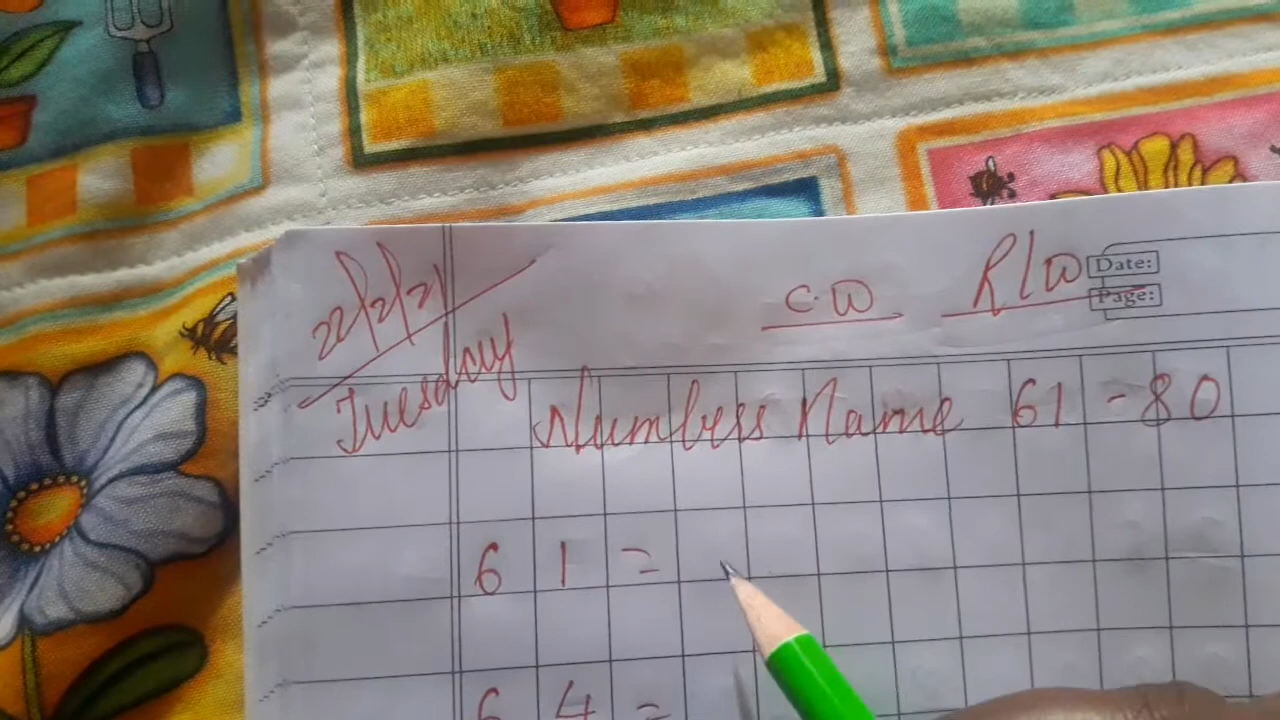 22/2/21
Tuesday
C.W
R/W
Date:
Page:
Numbers Name 61-80
61 =
64 =